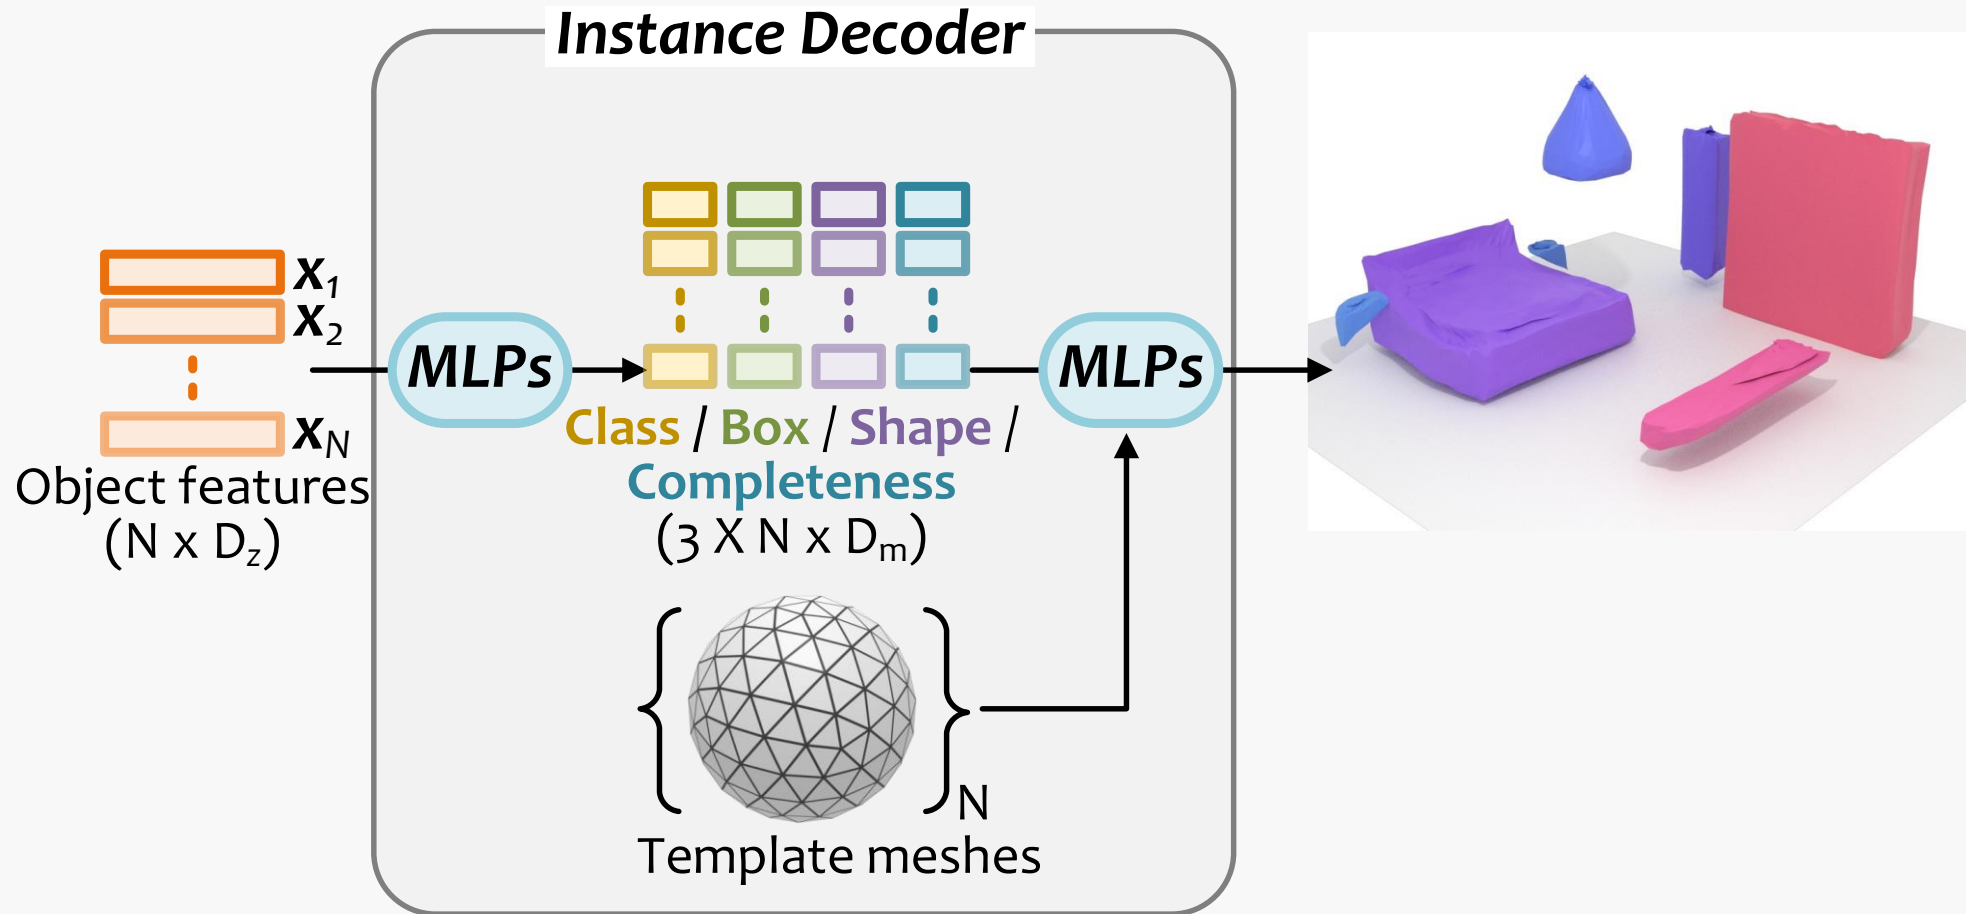 Instance Decoder
x1
x2
xN
Object features
(N x Dz)
MLPs
Class / Box / Shape /
Completeness
(3 X N x Dm)
MLPs
N
Template meshes